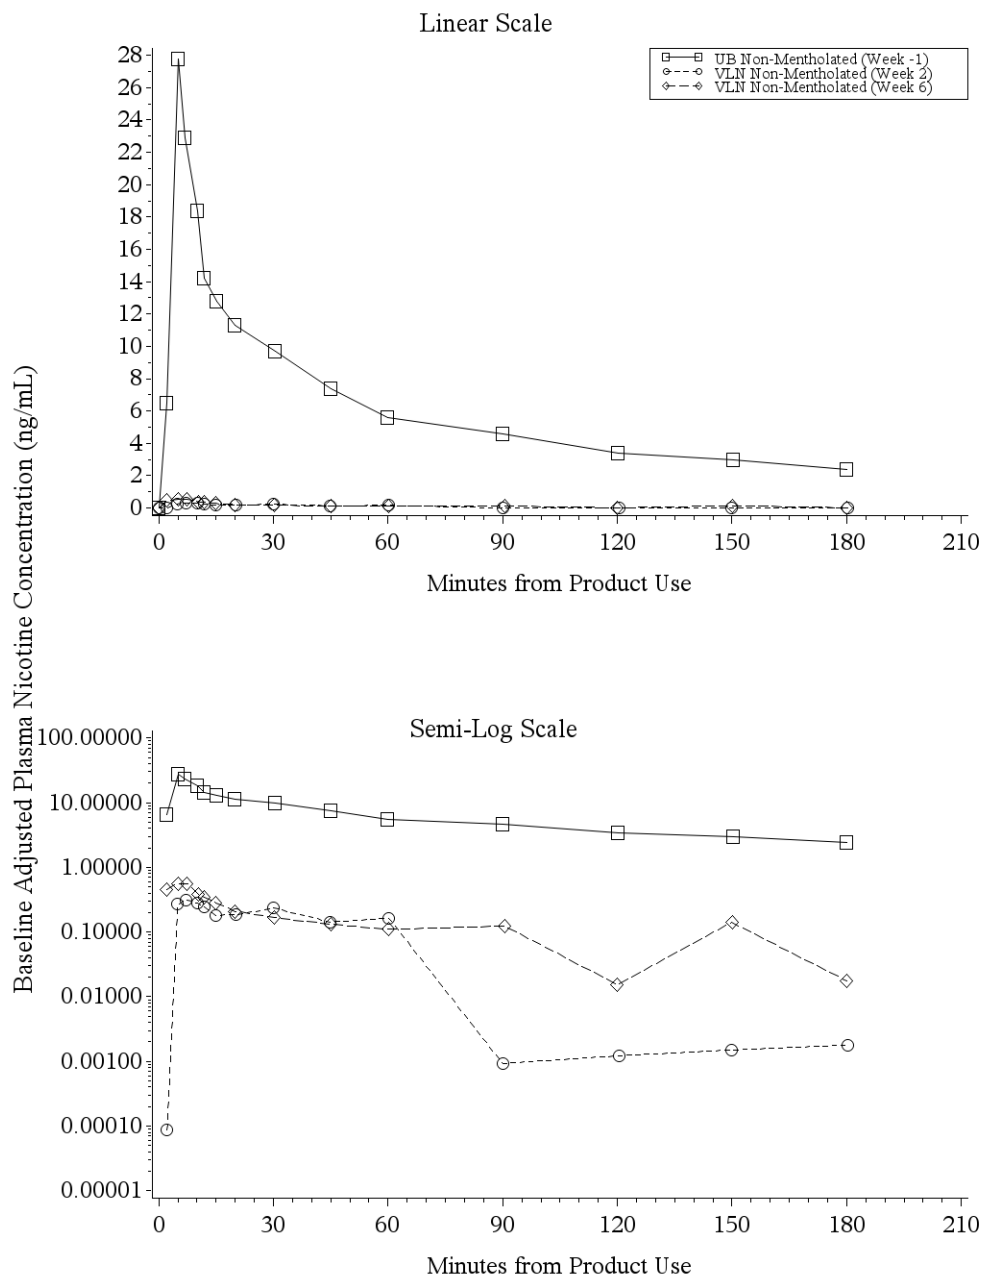 Linear Scale
UB Non-Mentholated (Week -1)
VLN Non-Mentholated (Week 2)
VLN Non-Mentholated (Week 6)
28
26
24
22
20
18
16
14
12
10
8
6
4
2
0
0 30 60 90 120 150 180 210
Minutes from Product Use
Baseline Adjusted Plasma Nicotine Concentration (ng/mL)
Semi-Log Scale
100.00000
10.00000
1.00000
0.10000
0.01000
0.00100
0.00010
0.00001
0 30 60 90 120 150 180 210
Minutes from Product Use